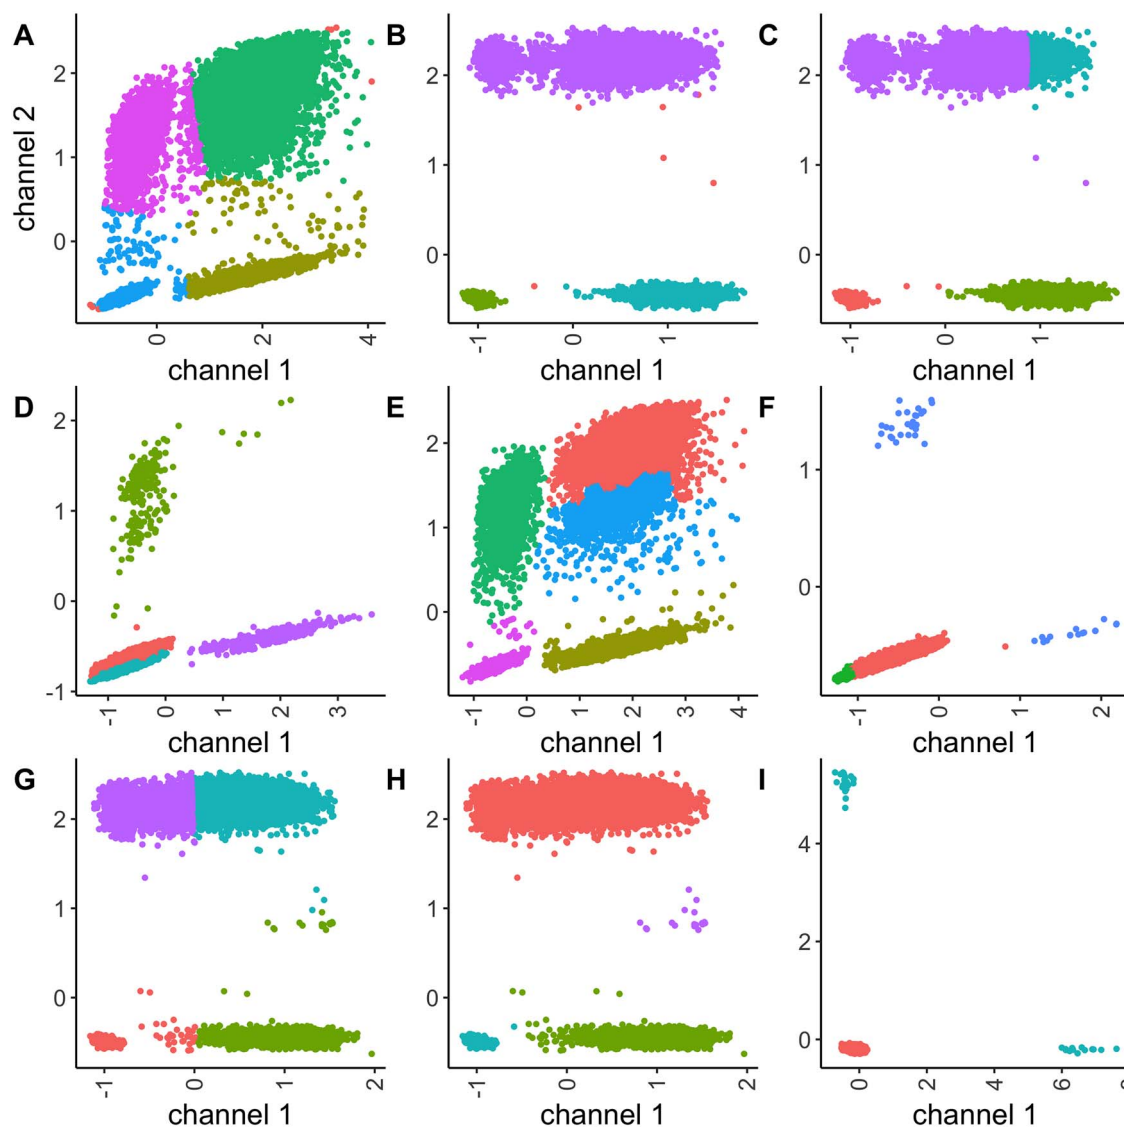 A B C
2 2 2
channel 2
1 1 1
0 0 0
0 2 4 -1 0 1 -1 0 1
channel 1 channel 1 channel 1
D E F
2 2
1 1 1
0 0 0
-1
-1 0 1 2 3 -1 0 1 2 3 4 -1 0 1 2
channel 1 channel 1 channel 1
G H I
2 2 4
1 1 2
0 0 0
-1 0 1 2 -1 0 1 2 0 2 4 6
channel 1 channel 1 channel 1